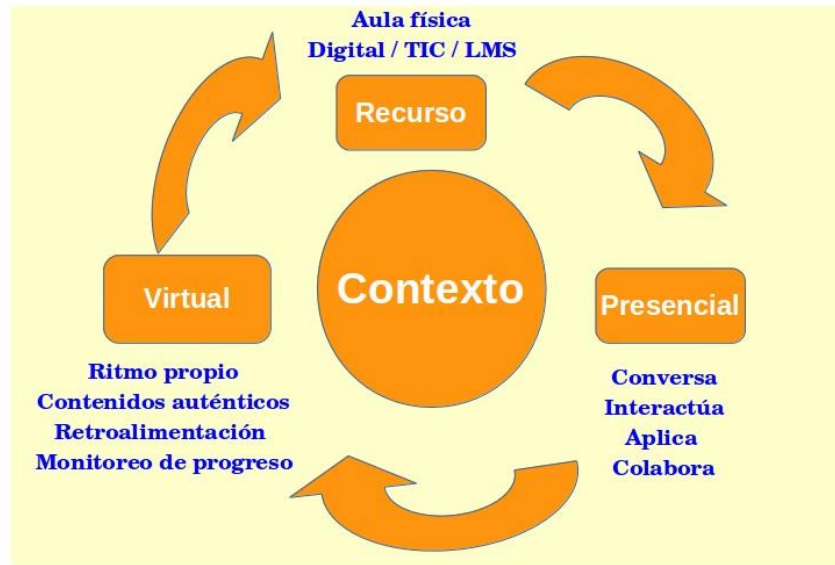 Aula física
Digital / TIC / LMS
Recurso
Contexto
Virtual
Ritmo propio
Contenidos auténticos
Retroalimentación
Monitoreo de progreso
Presencial
Conversa
Interactúa
Aplica
Colabora